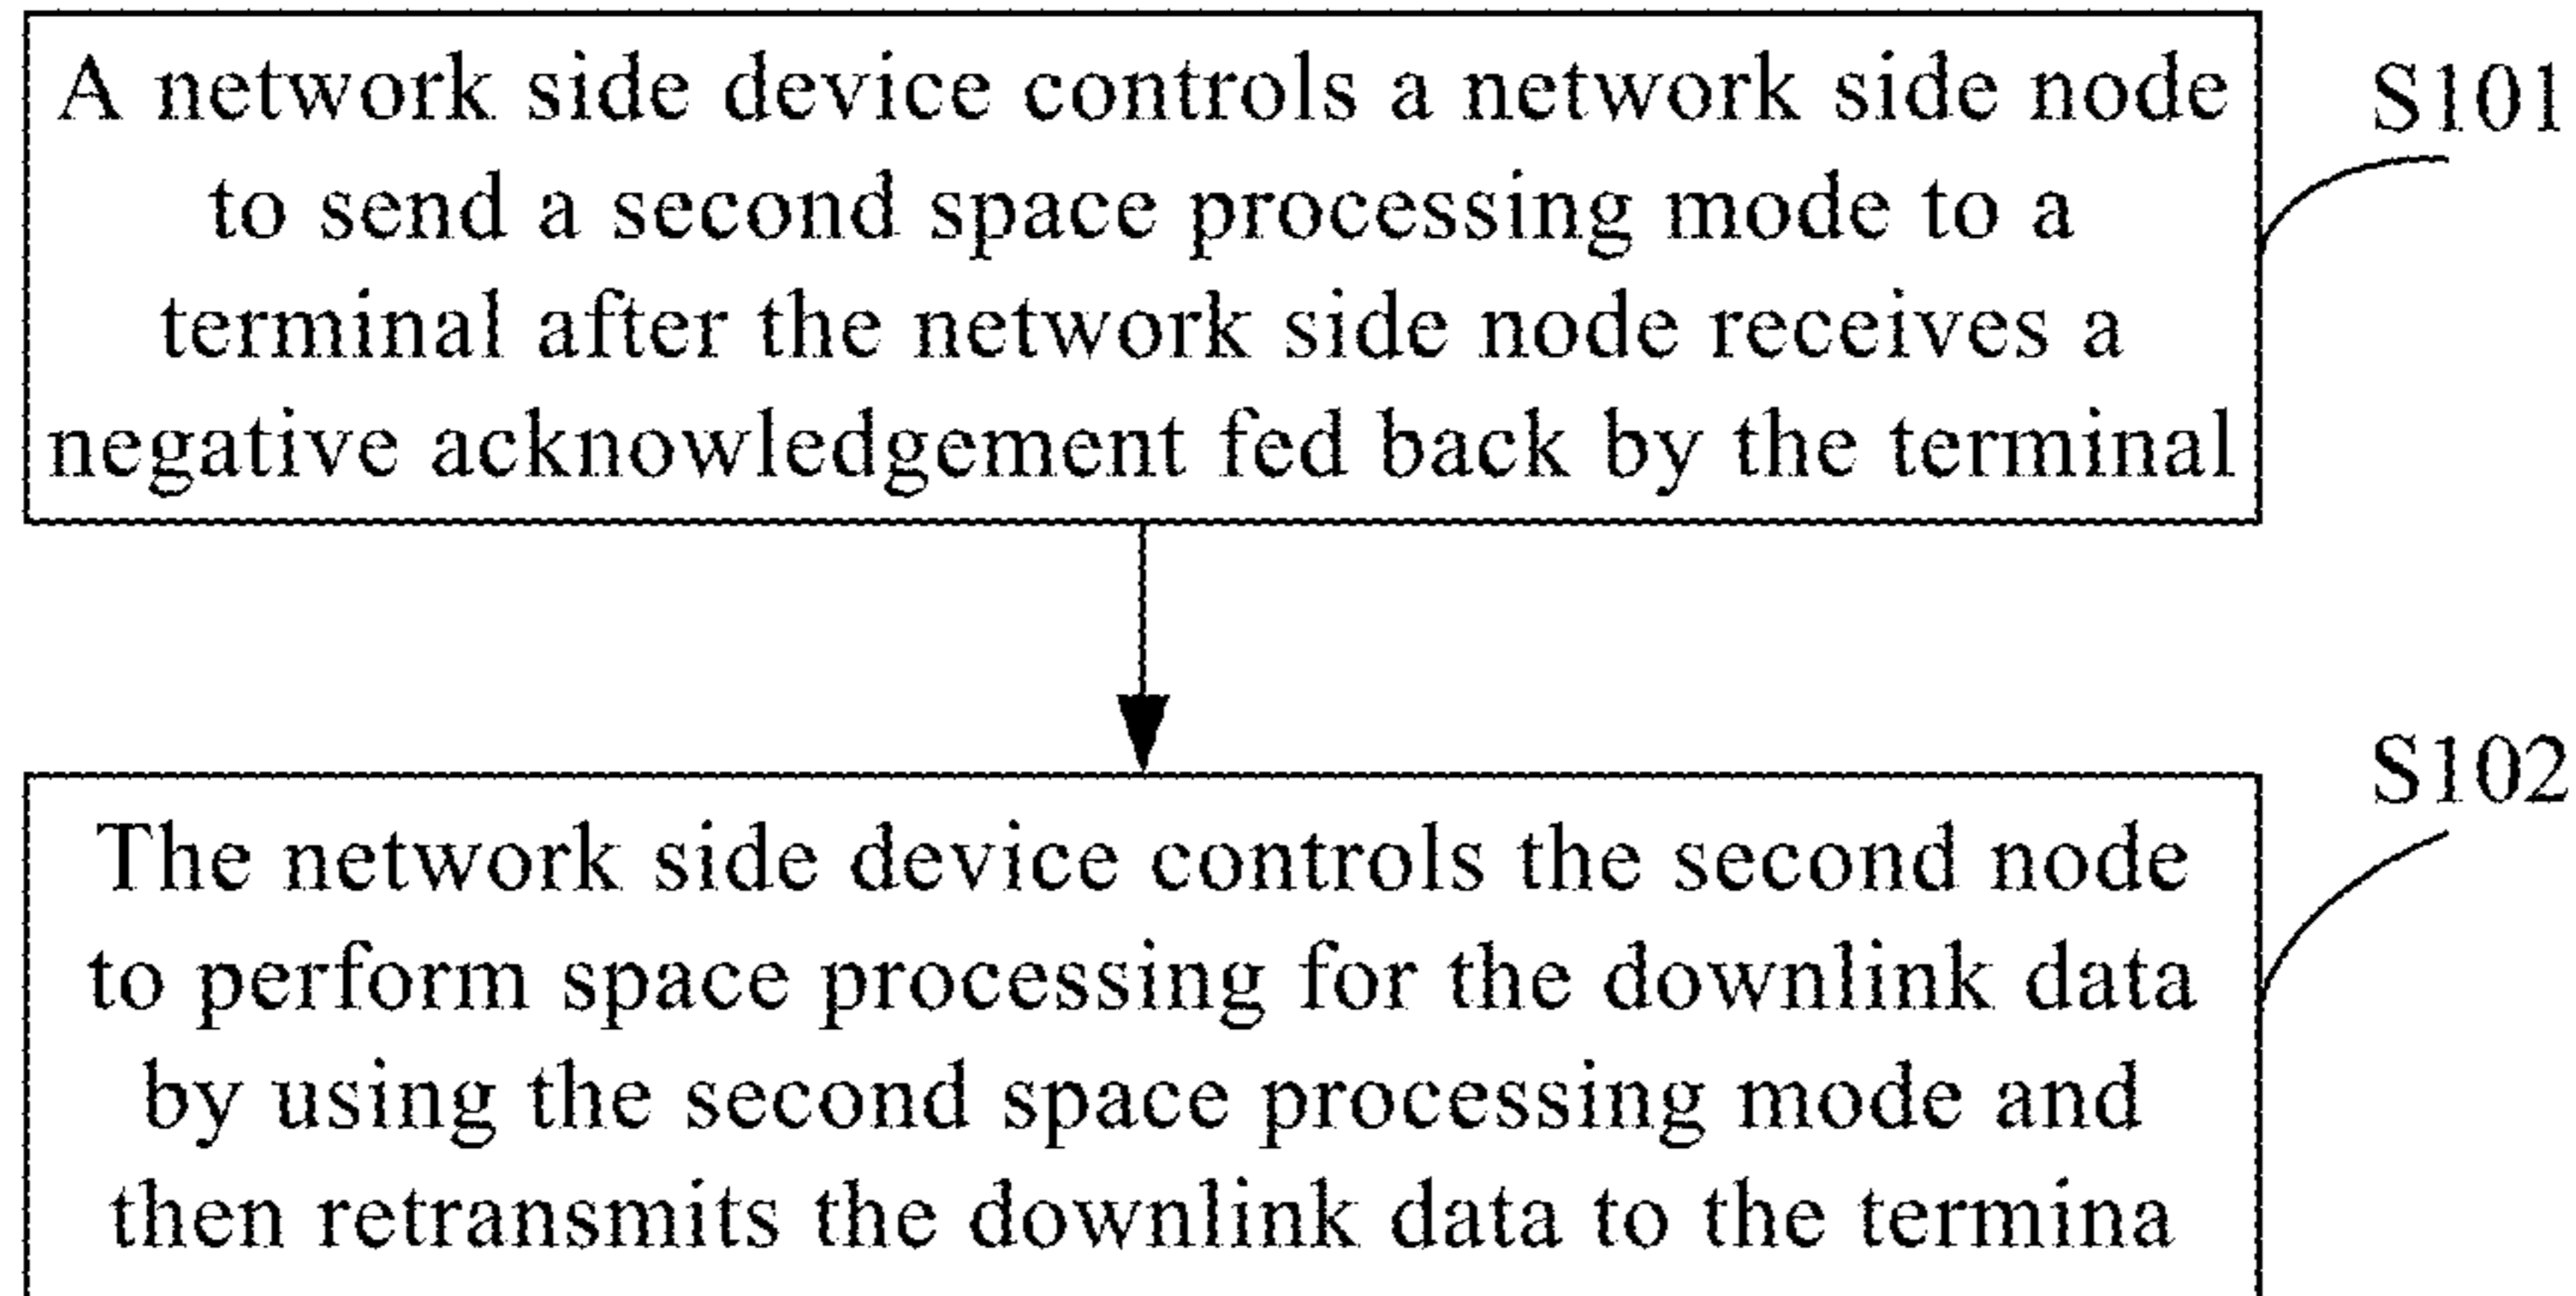 A network side device controls a network side node
to send a second space processing mode to a
terminal after the network side node receives a
negative acknowledgement fed back by the terminal
S101
S102
The network side device controls the second node
to perform space processing for the downlink data
by using the second space processing mode and
then retransmits the downlink data to the termina